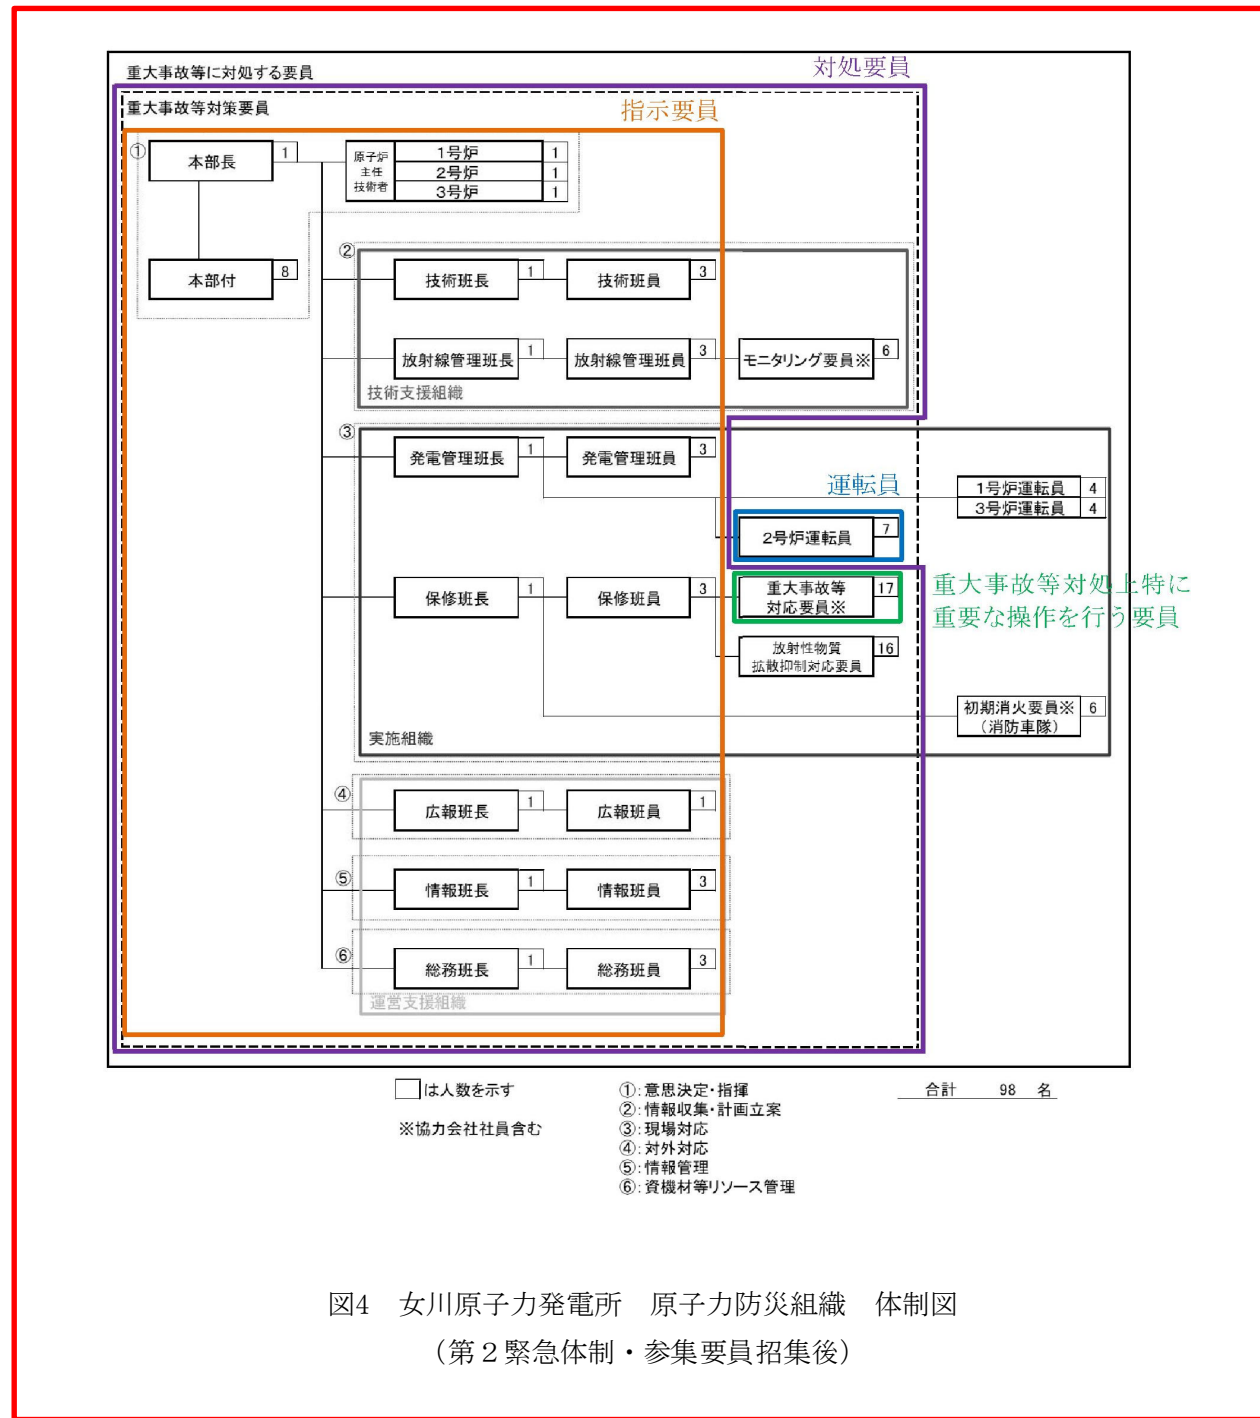 重大事故等に対処する要員
対処要員
重大事故等対策要員
指示要員
①
本部長 1
原子炉主任技術者
1号炉 1
2号炉 1
3号炉 1
本部付 8
②
技術班長 1
技術班員 3
放射線管理班長 1
放射線管理班員 3
モニタリング要員※ 6
技術支援組織
③
発電管理班長 1
発電管理班員 3
運転員
1号炉運転員 4
3号炉運転員 4
2号炉運転員 7
保修班長 1
保修班員 3
重大事故等
対応要員※ 17
重大事故等対処上特に
重要な操作を行う要員
放射性物質
拡散抑制対応要員 16
初期消火要員※
(消防車隊) 6
実施組織
④
広報班長 1
広報班員 1
⑤
情報班長 1
情報班員 3
⑥
総務班長 1
総務班員 3
運営支援組織
は人数を示す
※協力会社社員含む
①:意思決定・指揮
②:情報収集・計画立案
③:現場対応
④:対外対応
⑤:情報管理
⑥:資機材等リソース管理
合計 98 名
図4 女川原子力発電所 原子力防災組織 体制図
(第2緊急体制・参集要員招集後)